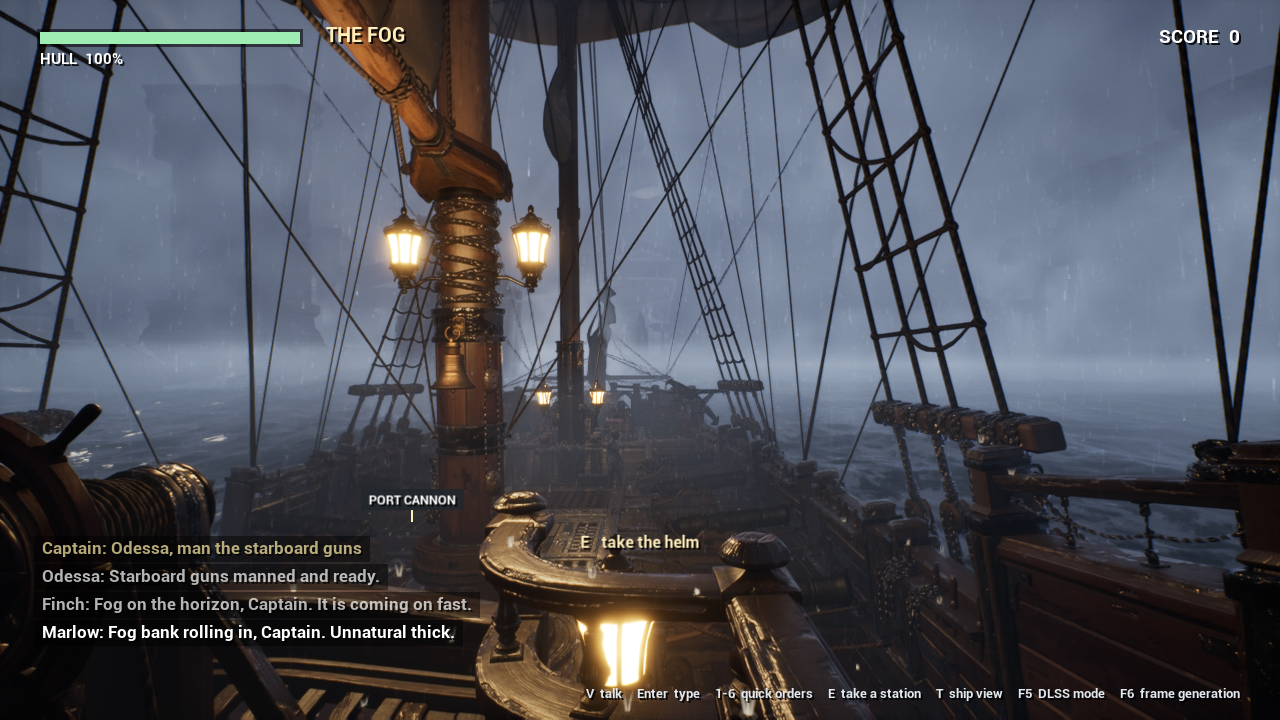 THE FOG
SCORE 0
HULL 100%
PORT CANNON
E take the helm
Captain: Odessa, man the starboard guns
Odessa: Starboard guns manned and ready.
Finch: Fog on the horizon, Captain. It is coming on fast.
Marlow: Fog bank rolling in, Captain. Unnatural thick.
V talk Enter type 1-6 quick orders E take a station T ship view F5 DLSS mode F6 frame generation